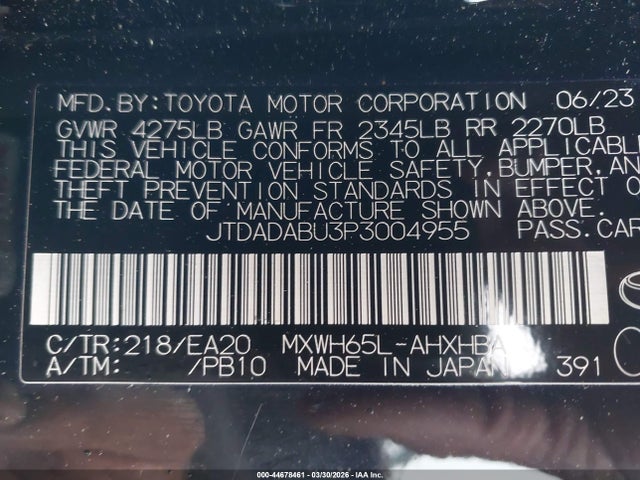 MFD. BY: TOYOTA MOTOR CORPORATION 06/23
GVWR 4275LB GAWR FR 2345LB RR 2270LB
THIS VEHICLE CONFORMS TO ALL APPLICABLE
FEDERAL MOTOR VEHICLE SAFETY, BUMPER, AN
THEFT PREVENTION STANDARDS IN EFFECT O
THE DATE OF MANUFACTURE SHOWN ABOVE.
JTDADABU3P3004955 PASS. CAR
C/TR: 218/EA20 MXWH65L-AHXHBA
A/TM: /PB10 MADE IN JAPAN 391
000-44678461 | 03/30/2026 | IAA Inc.